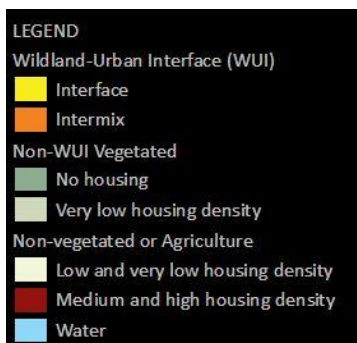 LEGEND
Wildland-Urban Interface (WUI)
Interface
Intermix
Non-WUI Vegetated
No housing
Very low housing density
Non-vegetated or Agriculture
Low and very low housing density
Medium and high housing density
Water